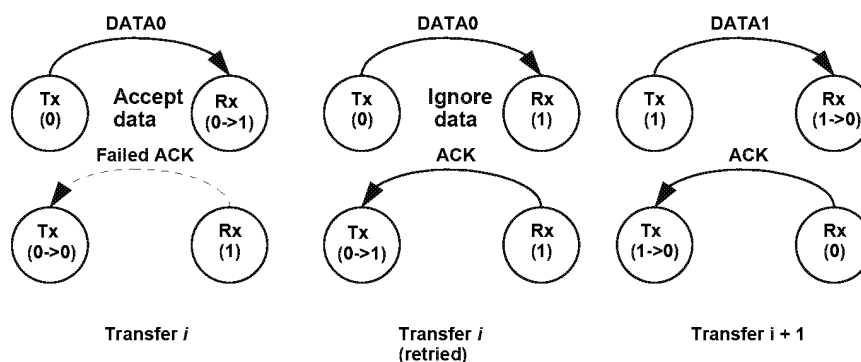 DATA0
Tx
(0)
Accept
data
Rx
(0->1)
Failed ACK
Tx
(0->0)
Rx
(1)
Transfer i
DATA0
Tx
(0)
Ignore
data
Rx
(1)
ACK
Tx
(0->1)
Rx
(1)
Transfer i
(retried)
DATA1
Tx
(1)
Rx
(1->0)
ACK
Tx
(1->0)
Rx
(0)
Transfer i + 1